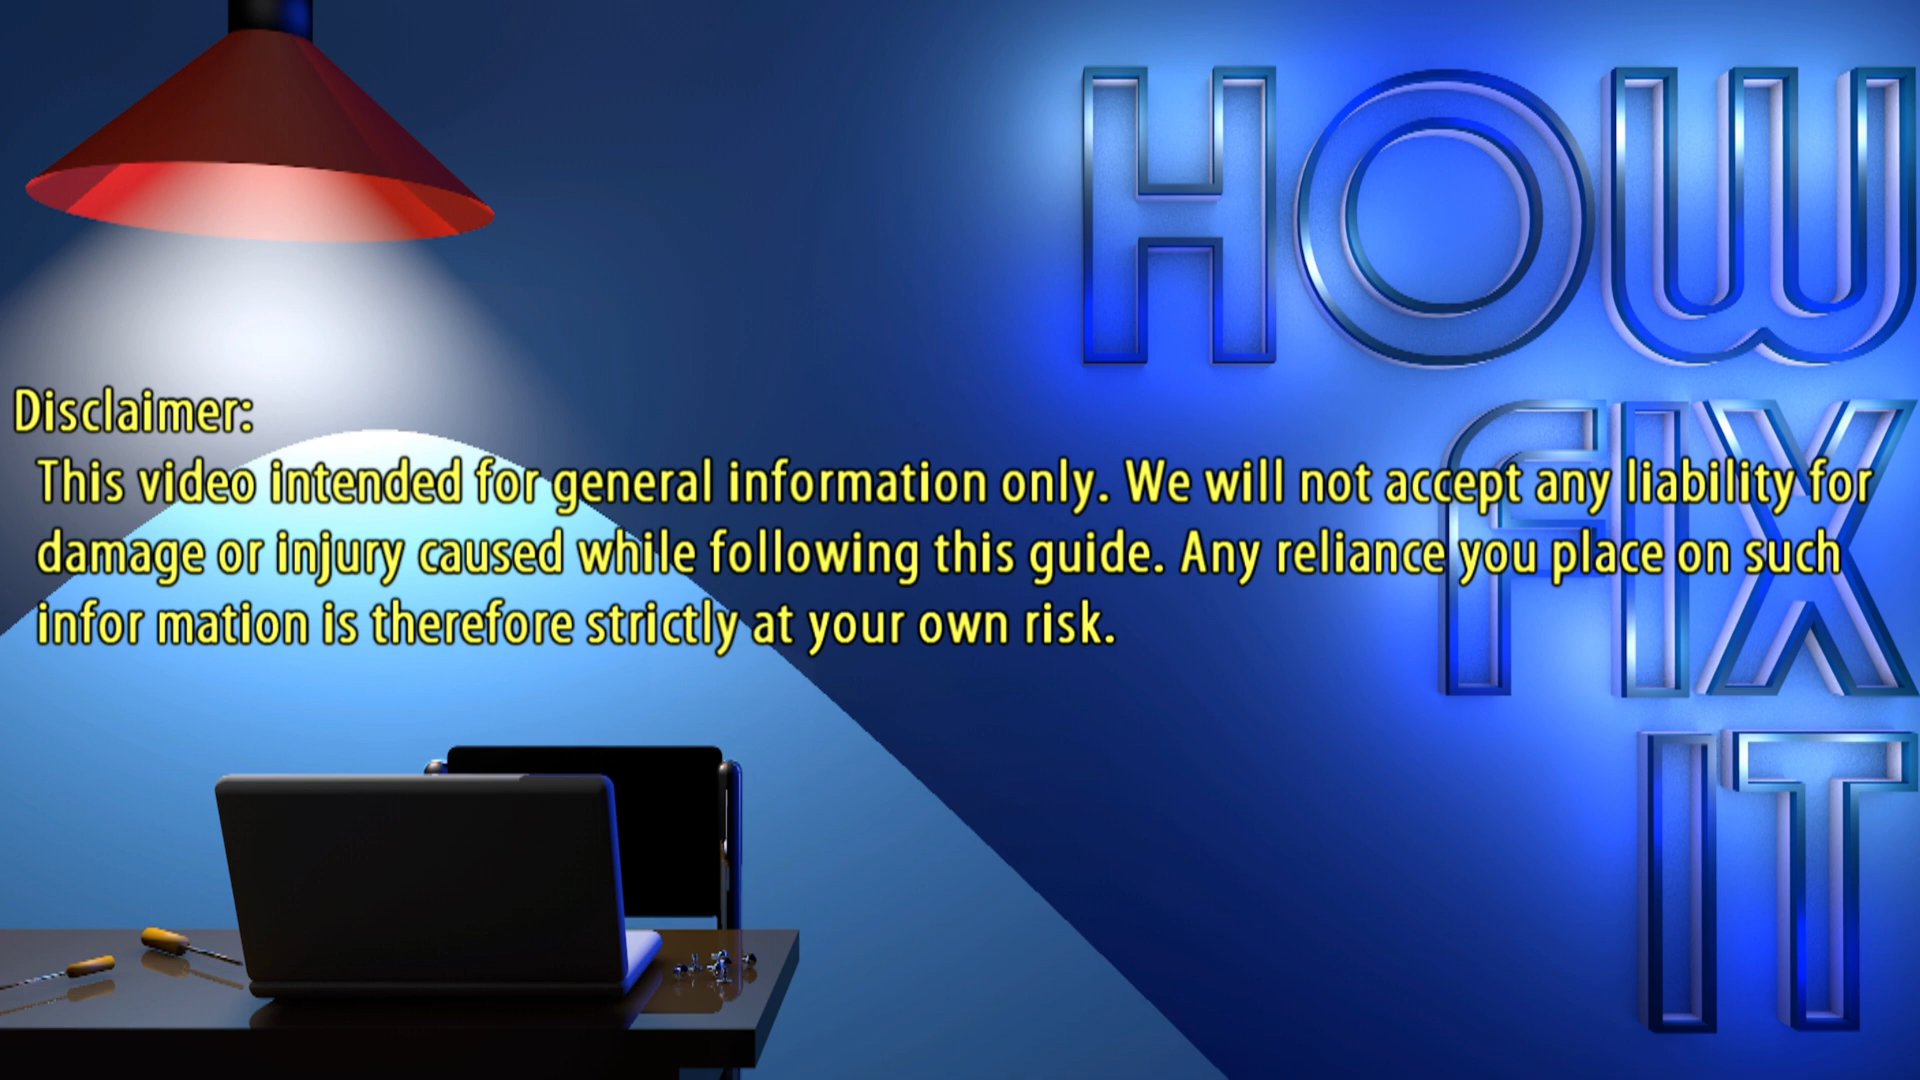 HOW
FIX
IT
Disclaimer:
This video intended for general information only. We will not accept any liability for
damage or injury caused while following this guide. Any reliance you place on such
infor mation is therefore strictly at your own risk.